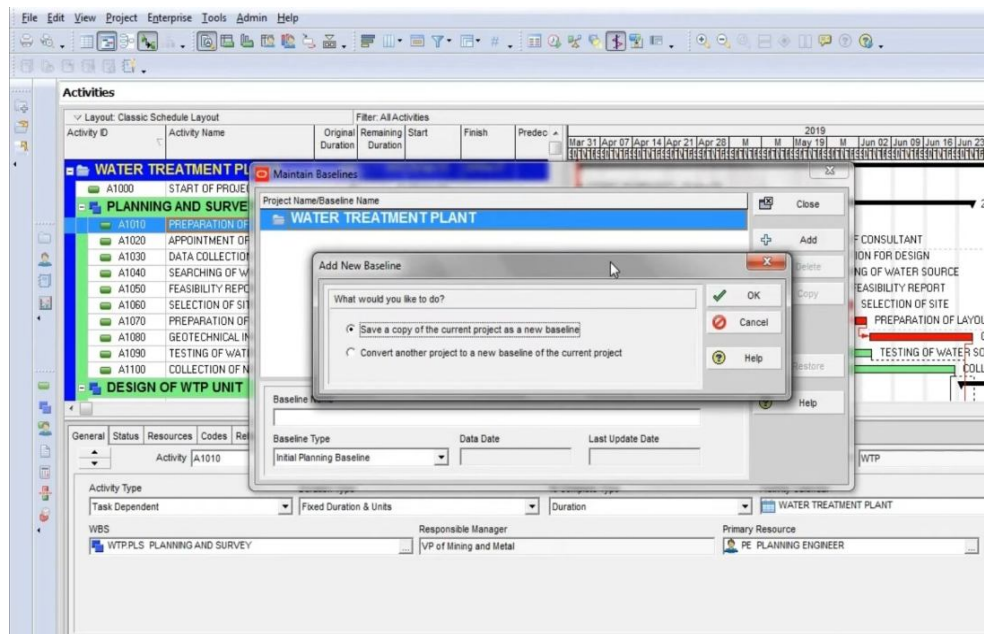 File Edit View Project Enterprise Tools Admin Help
Activities
Layout: Classic Schedule Layout Filter: All Activities
Activity ID Activity Name Original Duration Remaining Duration Start Finish Predec
2019
Mar 31 Apr 07 Apr 14 Apr 21 Apr 28 M M May 19 M Jun 02 Jun 09 Jun 16 Jun 23
WATER TREATMENT PL
A1000 START OF PROJE
PLANNING AND SURVE
A1010 PREPARATION OF
A1020 APPOINTMENT OF
A1030 DATA COLLECTION
A1040 SEARCHING OF W
A1050 FEASIBILITY REPO
A1060 SELECTION OF SIT
A1070 PREPARATION OF
A1080 GEOTECHNICAL IN
A1090 TESTING OF WAT
A1100 COLLECTION OF N
DESIGN OF WTP UNIT
F CONSULTANT
ION FOR DESIGN
NG OF WATER SOURCE
FEASIBILITY REPORT
SELECTION OF SITE
PREPARATION OF LAYOU
TESTING OF WATER SO
COLL
Maintain Baselines
Project Name/Baseline Name
WATER TREATMENT PLANT
Close
Add
Delete
Copy
Restore
Help
Add New Baseline
What would you like to do?
Save a copy of the current project as a new baseline
Convert another project to a new baseline of the current project
OK
Cancel
Help
Baseline Type Data Date Last Update Date
Initial Planning Baseline
General Status Resources Codes Rel
Activity A1010 WTP
Activity Type
Task Dependent Fixed Duration & Units Duration WATER TREATMENT PLANT
WBS Responsible Manager Primary Resource
WTP.PLS PLANNING AND SURVEY VP of Mining and Metal PE PLANNING ENGINEER